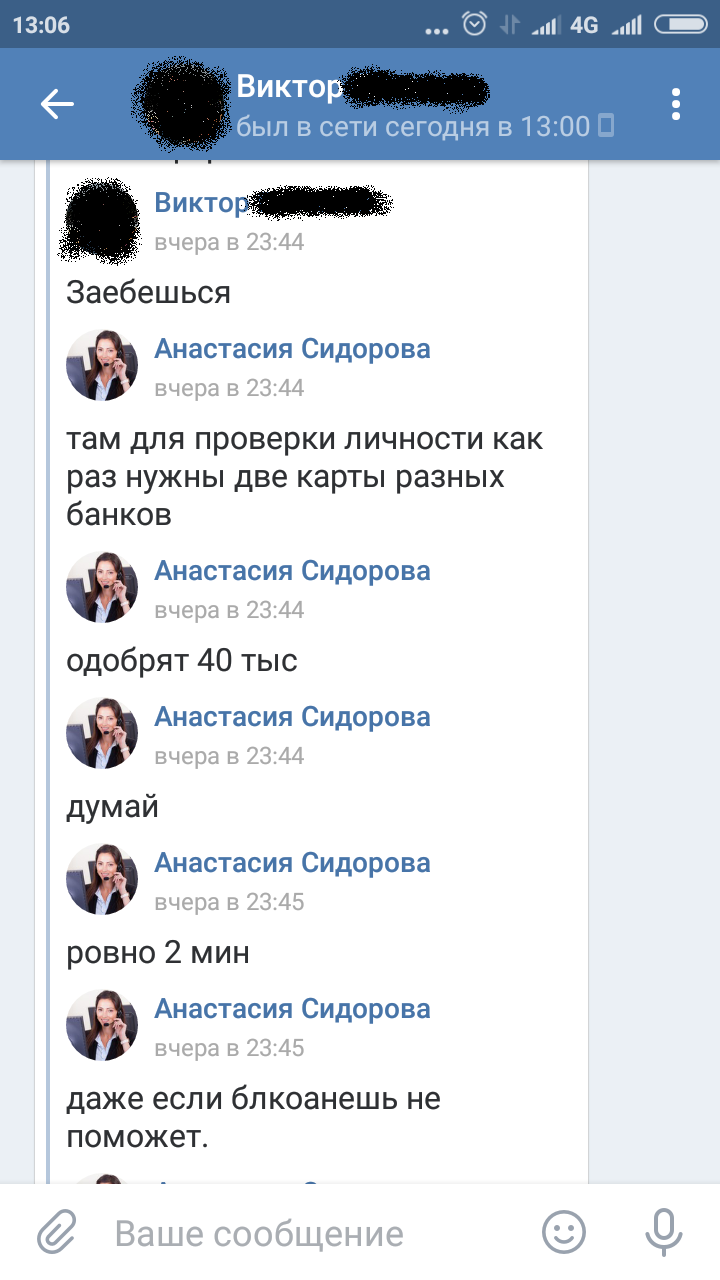 13:06
... 4G
Виктор
был в сети сегодня в 13:00
Виктор
вчера в 23:44
Заебешься
Анастасия Сидорова
вчера в 23:44
там для проверки личности как
раз нужны две карты разных
банков
Анастасия Сидорова
вчера в 23:44
одобрят 40 тыс
Анастасия Сидорова
вчера в 23:44
думай
Анастасия Сидорова
вчера в 23:45
ровно 2 мин
Анастасия Сидорова
вчера в 23:45
даже если блкоанешь не
поможет.
Ваше сообщение